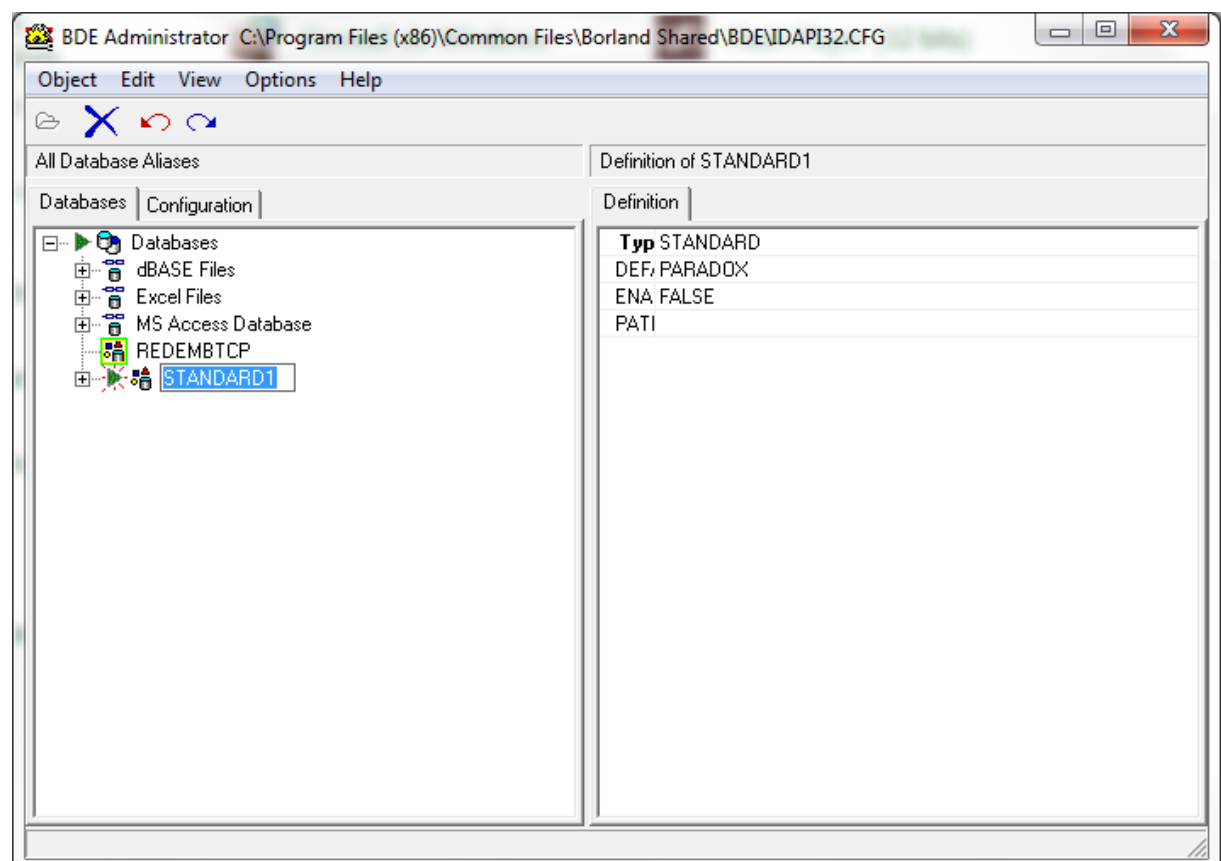 BDE Administrator C:\Program Files (x86)\Common Files\Borland Shared\BDE\IDAPI32.CFG
Object Edit View Options Help
All Database Aliases
Definition of STANDARD1
Databases Configuration
Definition
Databases
dBASE Files
Excel Files
MS Access Database
REDEMBTCP
STANDARD1
Typ STANDARD
DEF PARADOX
ENA FALSE
PATI